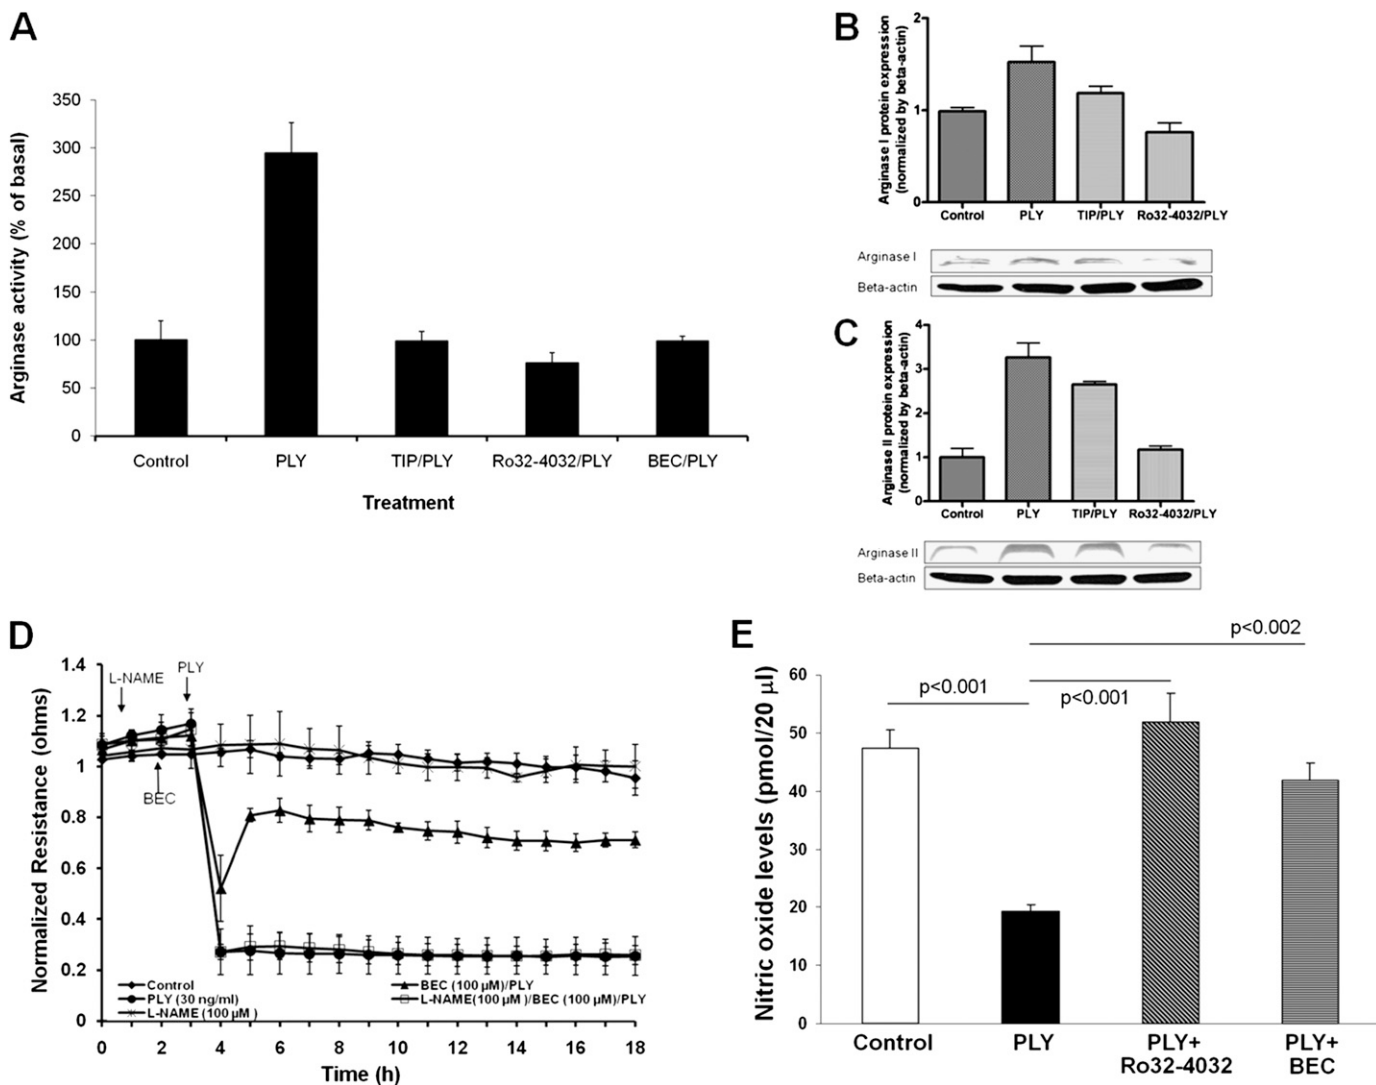 A
350
300
250
200
150
100
50
0
Arginase activity (% of basal)
Control
PLY
TIP/PLY
Ro32-4032/PLY
BEC/PLY
Treatment
B
2
1
0
Arginase I protein expression
(normalized by beta-actin)
Control
PLY
TIP/PLY
Ro32-4032/PLY
Arginase I
Beta-actin
C
4
3
2
1
0
Arginase II protein expression
(normalized by beta-actin)
Control
PLY
TIP/PLY
Ro32-4032/PLY
Arginase II
Beta-actin
D
1.4
1.2
1
0.8
0.6
0.4
0.2
0
Normalized Resistance (ohms)
L-NAME
PLY
BEC
Control
PLY (30 ng/ml)
L-NAME (100 µM )
BEC (100 µM)/PLY
L-NAME(100 µM )/BEC (100 µM)/PLY
0
2
4
6
8
10
12
14
16
18
Time (h)
E
60
50
40
30
20
10
0
Nitric oxide levels (pmol/20 µl)
p<0.002
p<0.001
p<0.001
Control
PLY
PLY+
Ro32-4032
PLY+
BEC